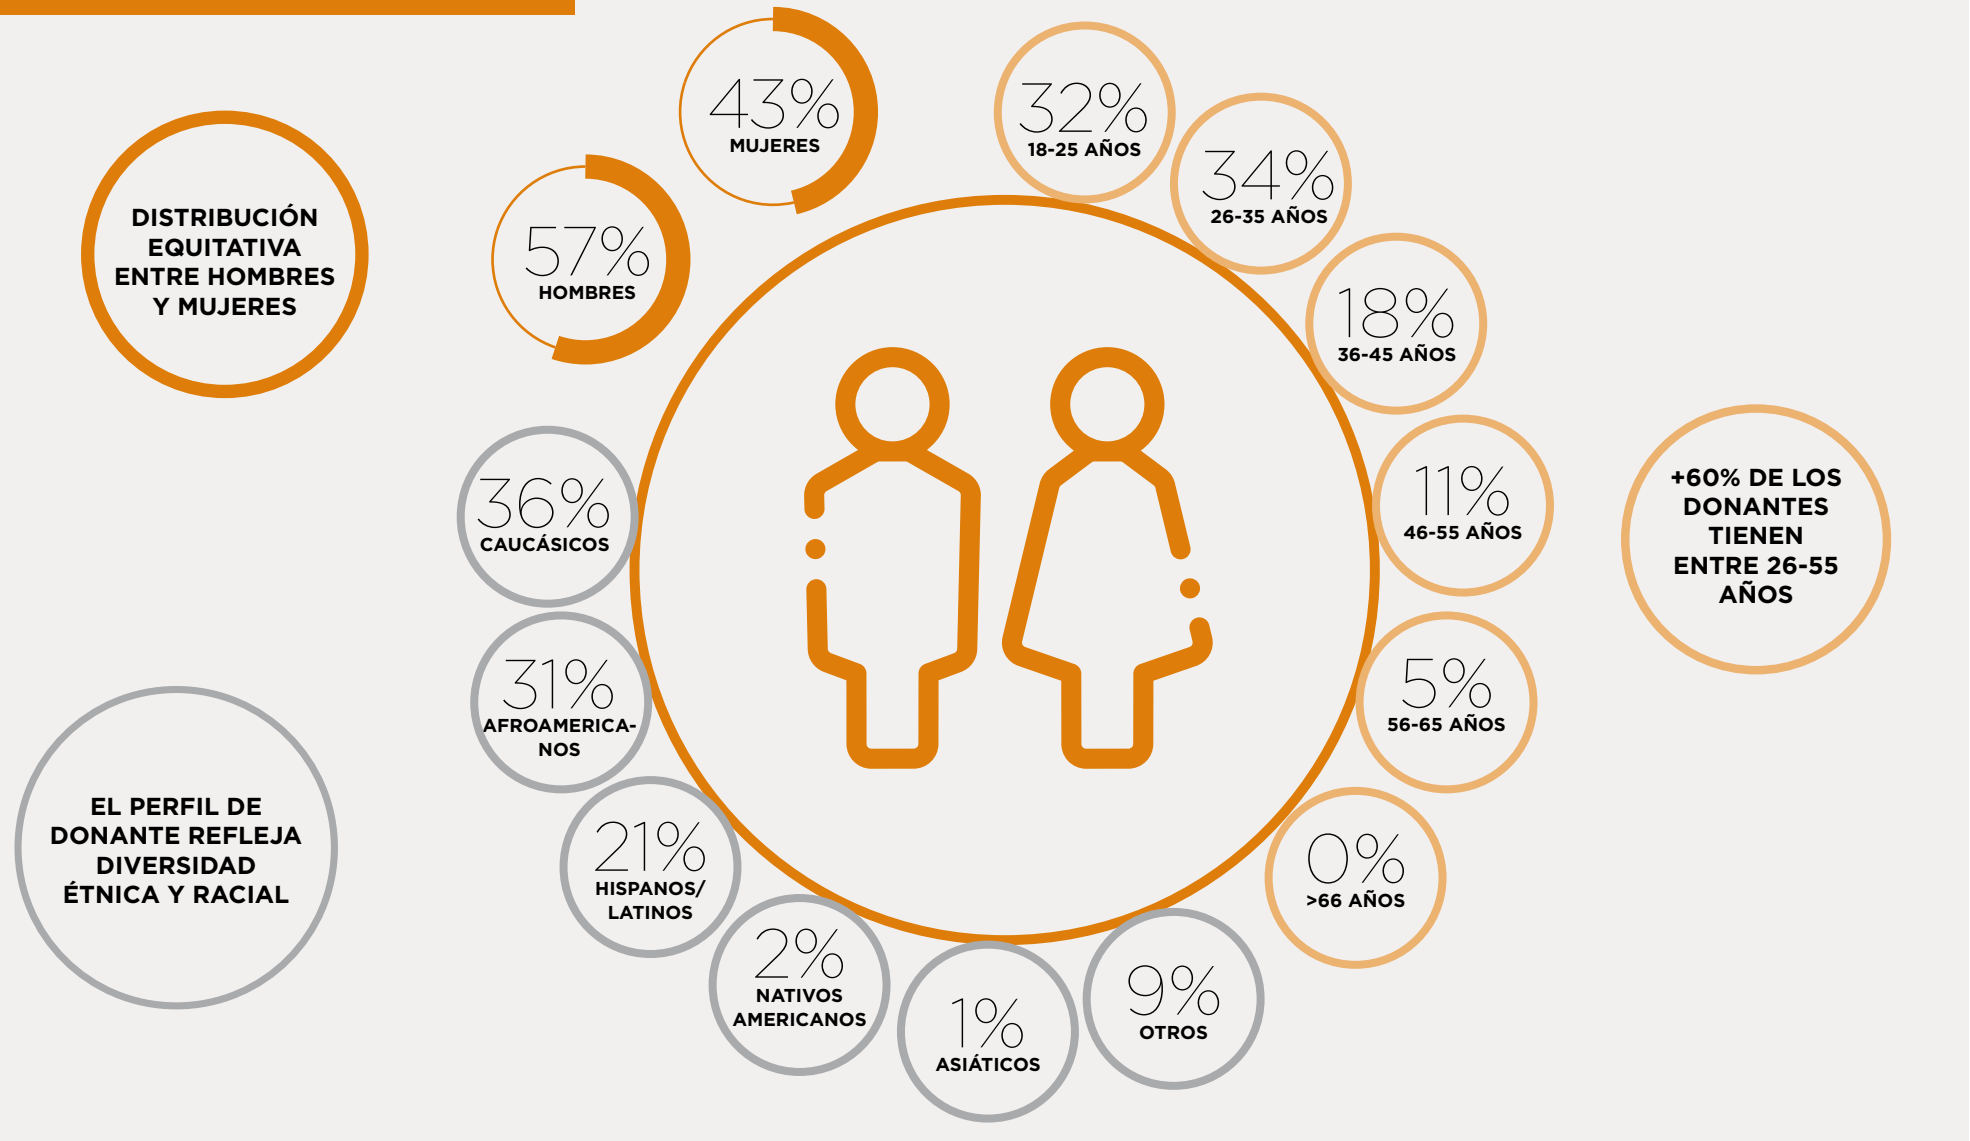 DISTRIBUCIÓN
EQUITATIVA
ENTRE HOMBRES
Y MUJERES
43%
MUJERES
57%
HOMBRES
32%
18-25 AÑOS
34%
26-35 AÑOS
18%
36-45 AÑOS
11%
46-55 AÑOS
5%
56-65 AÑOS
0%
>66 AÑOS
+60% DE LOS
DONANTES
TIENEN
ENTRE 26-55
AÑOS
36%
CAUCÁSICOS
31%
AFROAMERICA-
NOS
21%
HISPANOS/
LATINOS
2%
NATIVOS
AMERICANOS
1%
ASIÁTICOS
9%
OTROS
EL PERFIL DE
DONANTE REFLEJA
DIVERSIDAD
ÉTNICA Y RACIAL